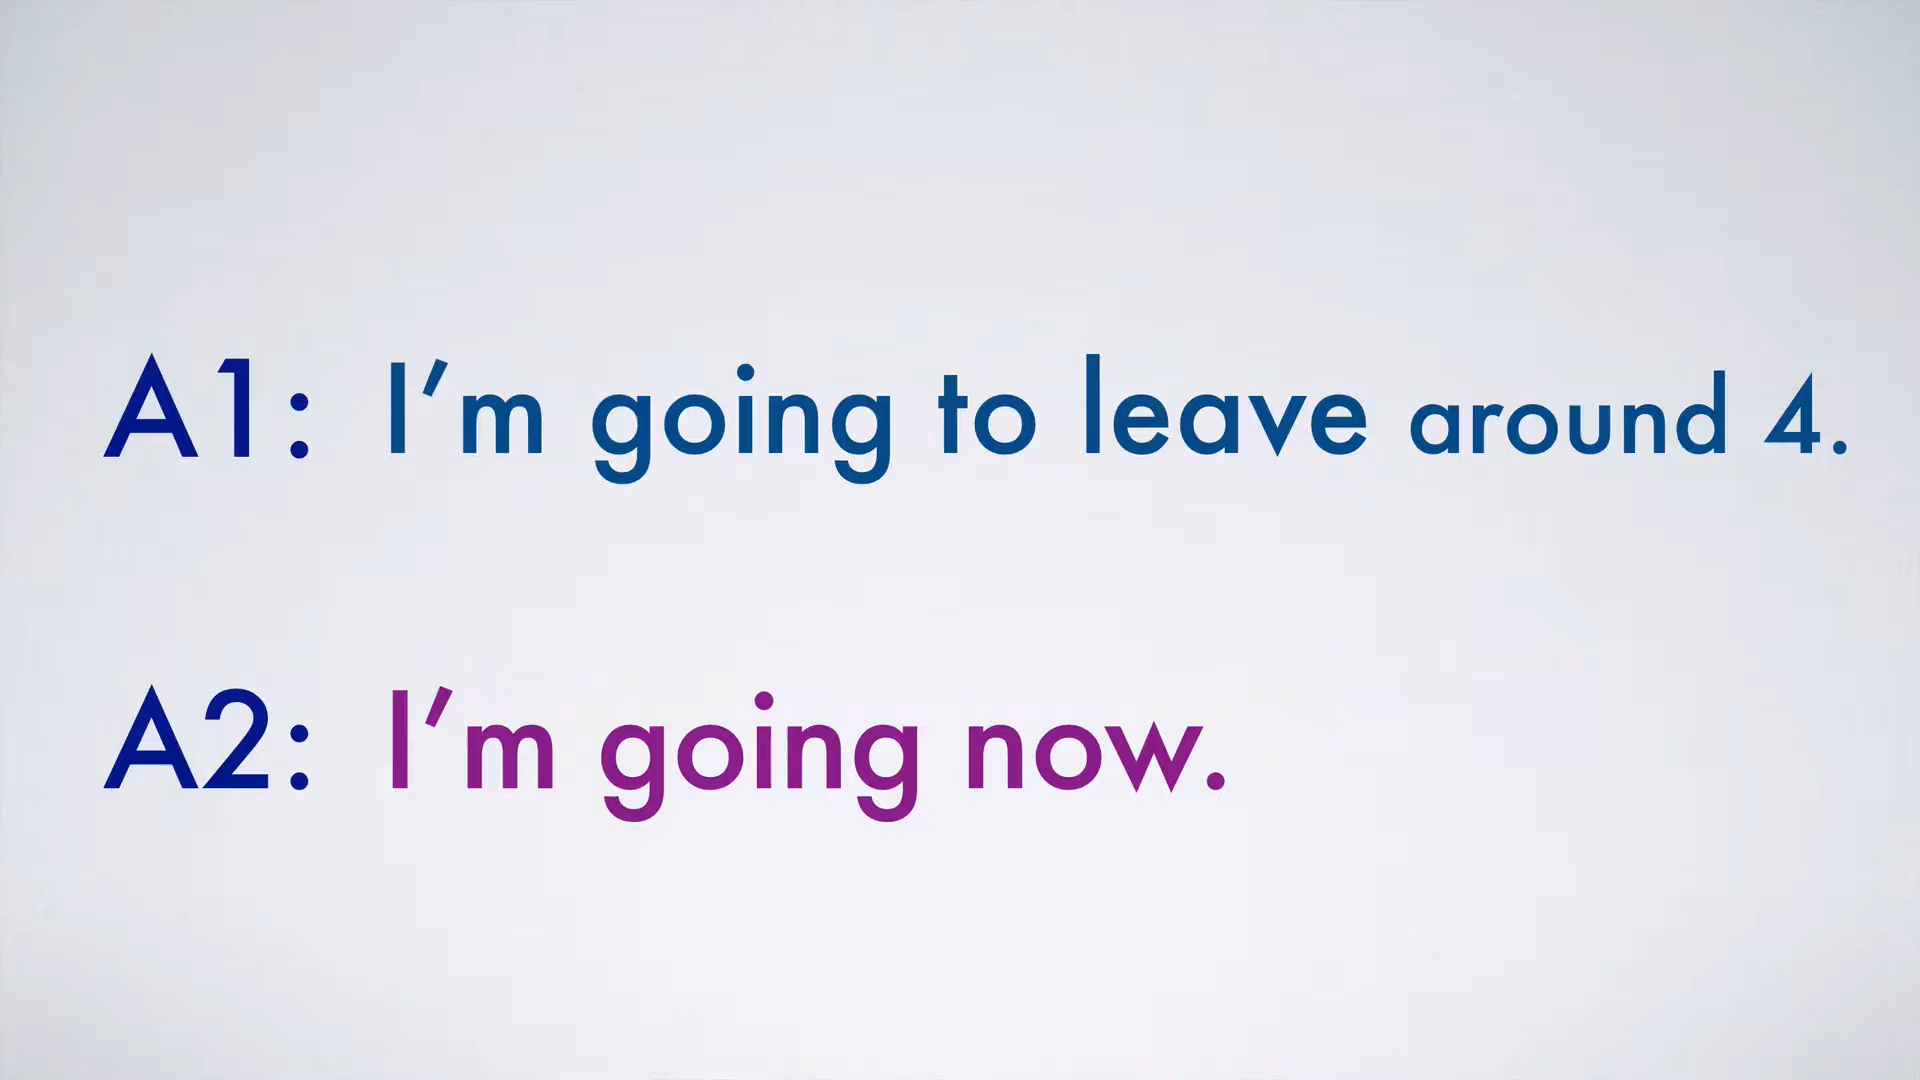 A1: I’m going to leave around 4.
A2: I’m going now.